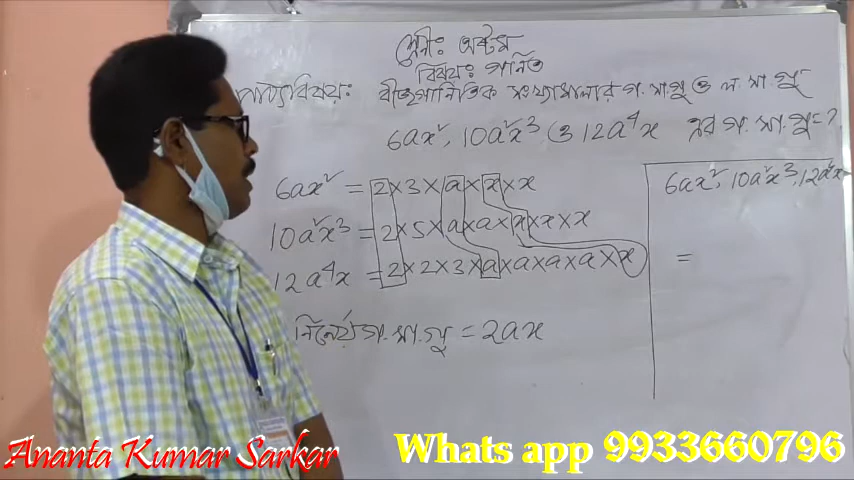 শ্রেণীঃ অষ্টম
বিষয়ঃ গনিত
পাঠ্যবিষয়ঃ বীজগানিতিক সংখ্যামালার গ. সা. গু ও ল. সা. গু
6ax², 10a²x³ ও 12a⁴x এর গ. সা. গু = ?
6ax² = 2×3×a×x×x
10a²x³ = 2×5×a×a×x×x×x
12a⁴x = 2×2×3×a×a×a×a×x
নির্ণেয় গ. সা. গু = 2ax
6ax², 10a²x³, 12a⁴x
=
Ananta Kumar Sarkar
Whats app 9933660796